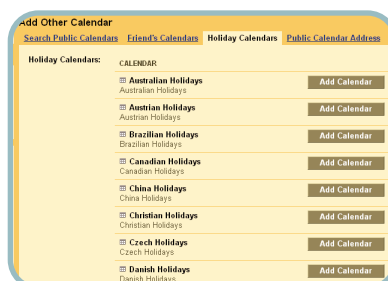 Add Other Calendar
Search Public Calendars Friend's Calendars Holiday Calendars Public Calendar Address
Holiday Calendars: CALENDAR
Australian Holidays Add Calendar
Australian Holidays
Austrian Holidays Add Calendar
Austrian Holidays
Brazilian Holidays Add Calendar
Brazilian Holidays
Canadian Holidays Add Calendar
Canadian Holidays
China Holidays Add Calendar
China Holidays
Christian Holidays Add Calendar
Christian Holidays
Czech Holidays Add Calendar
Czech Holidays
Danish Holidays Add Calendar